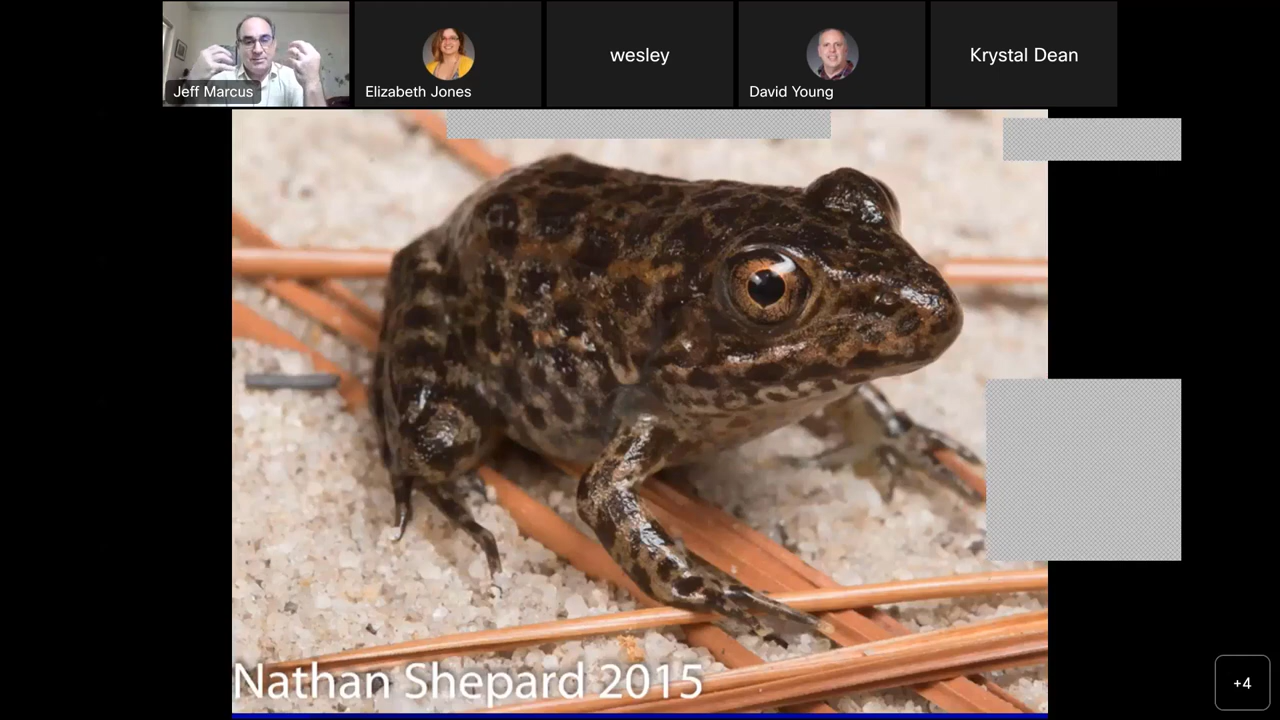 Jeff Marcus
Elizabeth Jones
wesley
David Young
Krystal Dean
Nathan Shepard 2015
+4